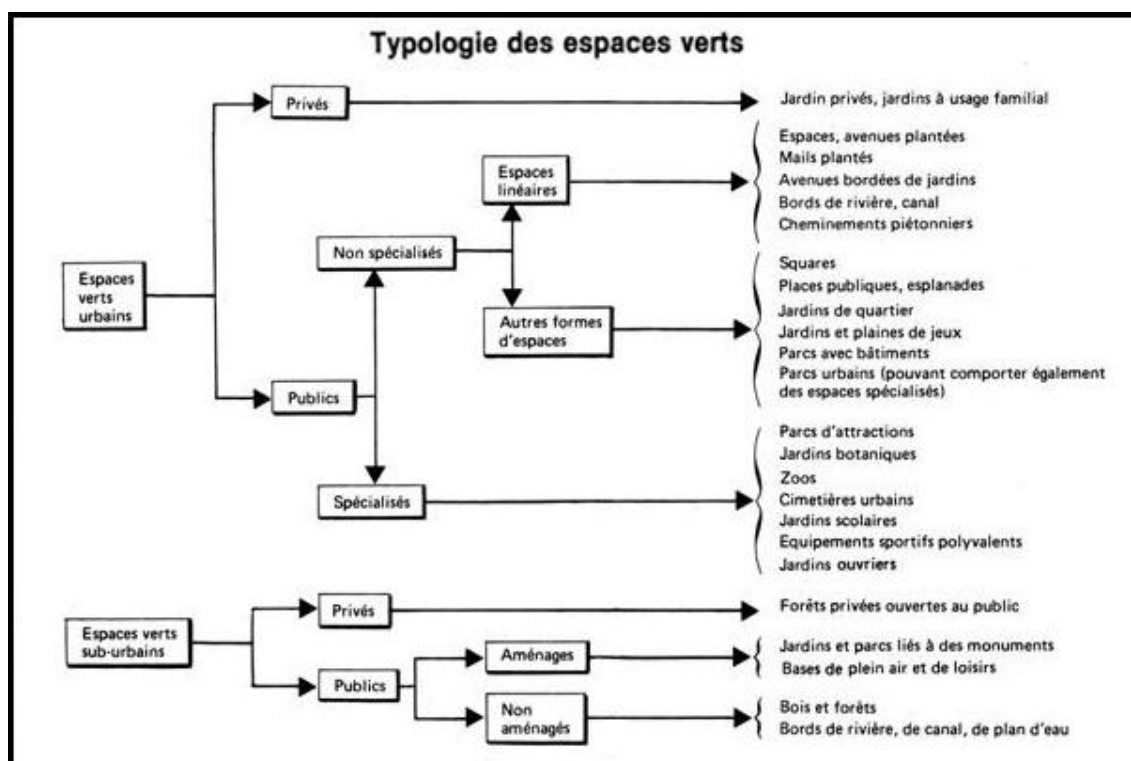 Typologie des espaces verts
Privés
Jardin privés, jardins à usage familial
Espaces
linéaires
Espaces, avenues plantées
Mails plantés
Avenues bordées de jardins
Bords de rivière, canal
Cheminements piétonniers
Non spécialisés
Espaces
verts
urbains
Autres formes
d'espaces
Squares
Places publiques, esplanades
Jardins de quartier
Jardins et plaines de jeux
Parcs avec bâtiments
Parcs urbains (pouvant comporter également
des espaces spécialisés)
Publics
Spécialisés
Parcs d'attractions
Jardins botaniques
Zoos
Cimetières urbains
Jardins scolaires
Equipements sportifs polyvalents
Jardins ouvriers
Espaces verts
sub-urbains
Privés
Forêts privées ouvertes au public
Publics
Aménages
Jardins et parcs liés à des monuments
Bases de plein air et de loisirs
Non
aménagés
Bois et forêts
Bords de rivière, de canal, de plan d'eau